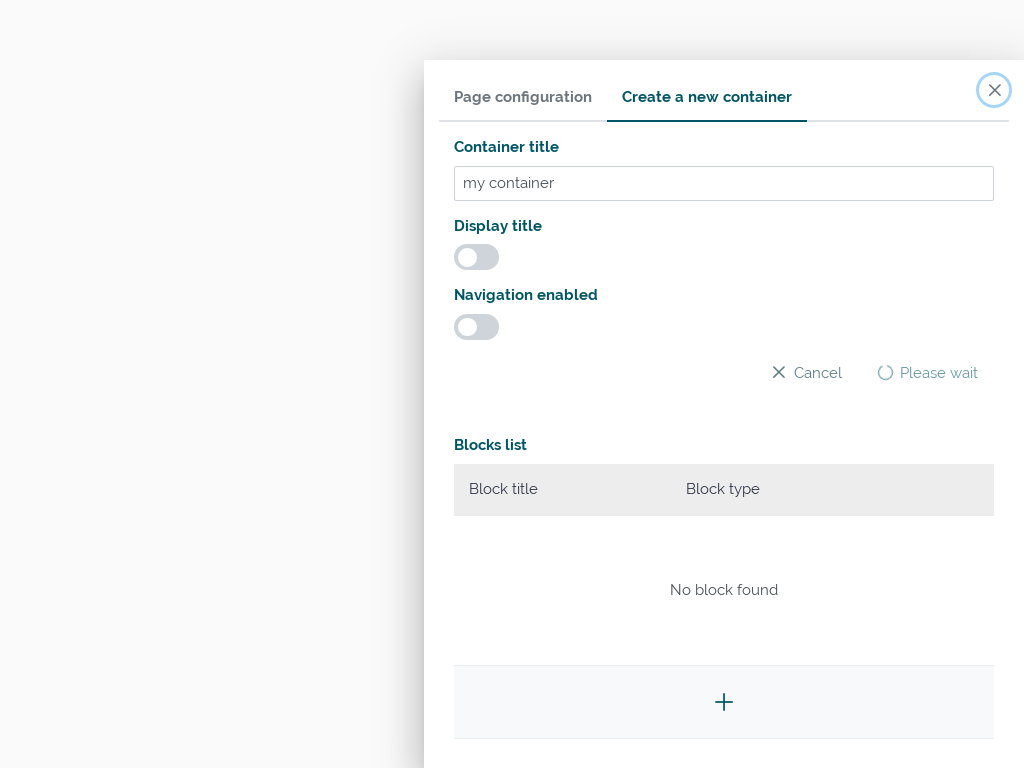 Page configuration
Create a new container
Container title
my container
Display title
Navigation enabled
Cancel
Please wait
Blocks list
Block title
Block type
No block found